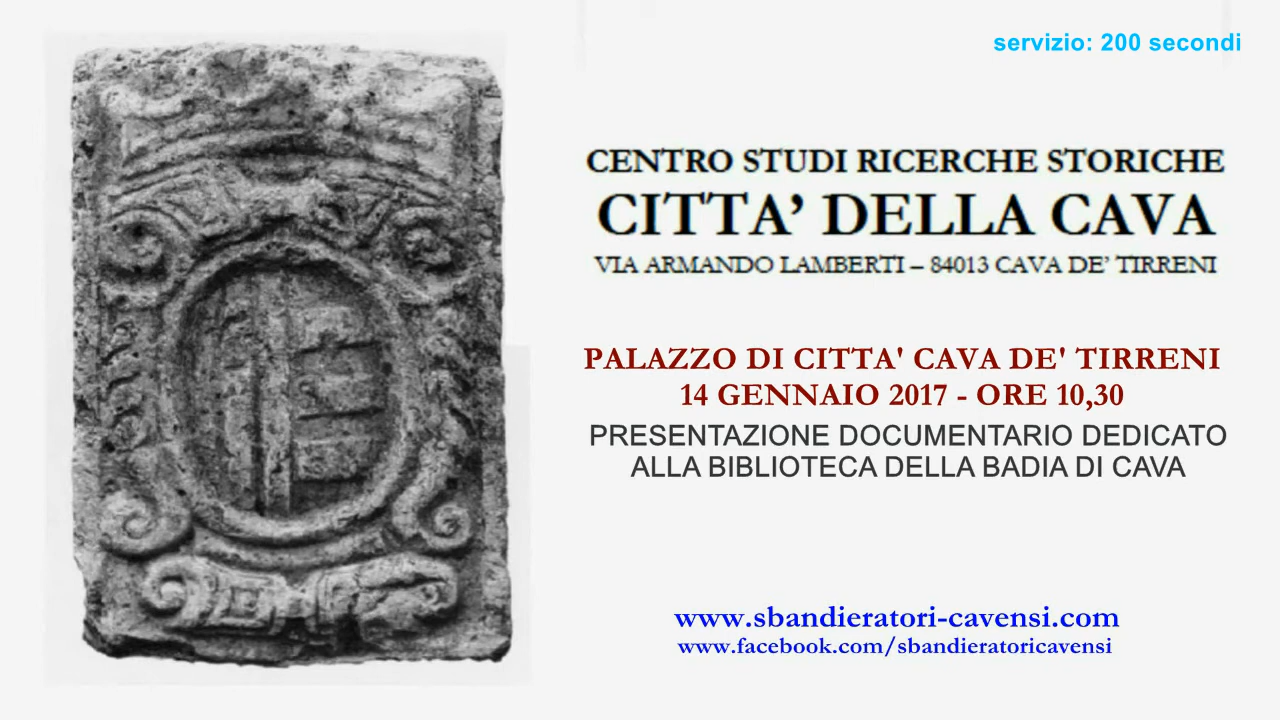 servizio: 200 secondi
CENTRO STUDI RICERCHE STORICHE
CITTA' DELLA CAVA
VIA ARMANDO LAMBERTI – 84013 CAVA DE' TIRRENI
PALAZZO DI CITTA' CAVA DE' TIRRENI
14 GENNAIO 2017 - ORE 10,30
PRESENTAZIONE DOCUMENTARIO DEDICATO
ALLA BIBLIOTECA DELLA BADIA DI CAVA
www.sbandieratori-cavensi.com
www.facebook.com/sbandieratoricavensi